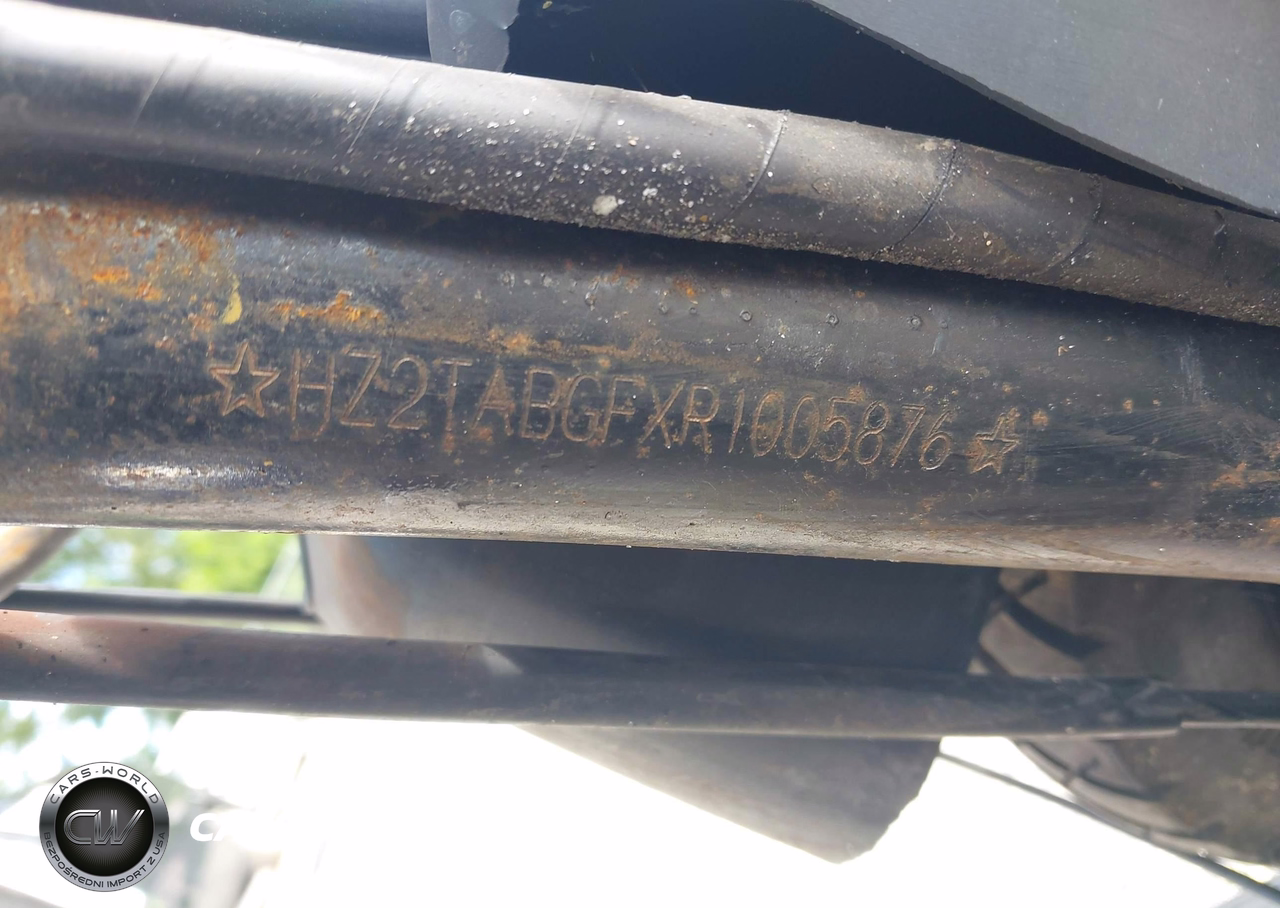 ☆HZ2TABGFXR1005876☆
CARS-WORLD
CW
BEZPOŚREDNI IMPORT Z USA